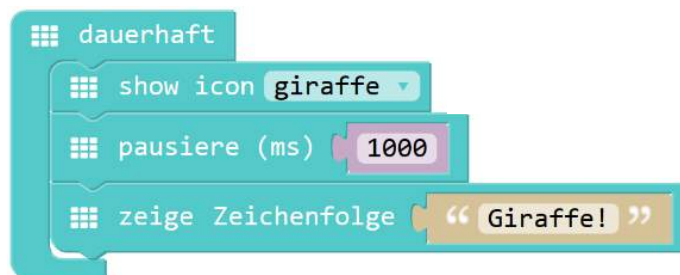 dauerhaft
show icon giraffe
pausiere (ms) 1000
zeige Zeichenfolge “ Giraffe! ”